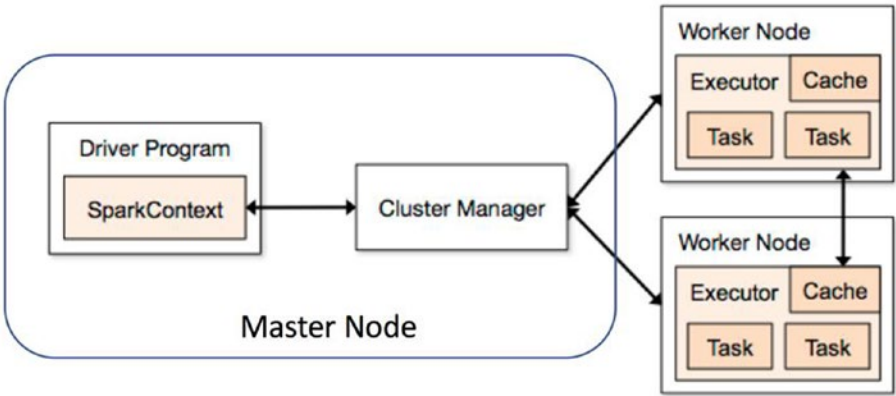 Driver Program
SparkContext
Cluster Manager
Master Node
Worker Node
Executor Cache
Task Task
Worker Node
Executor Cache
Task Task